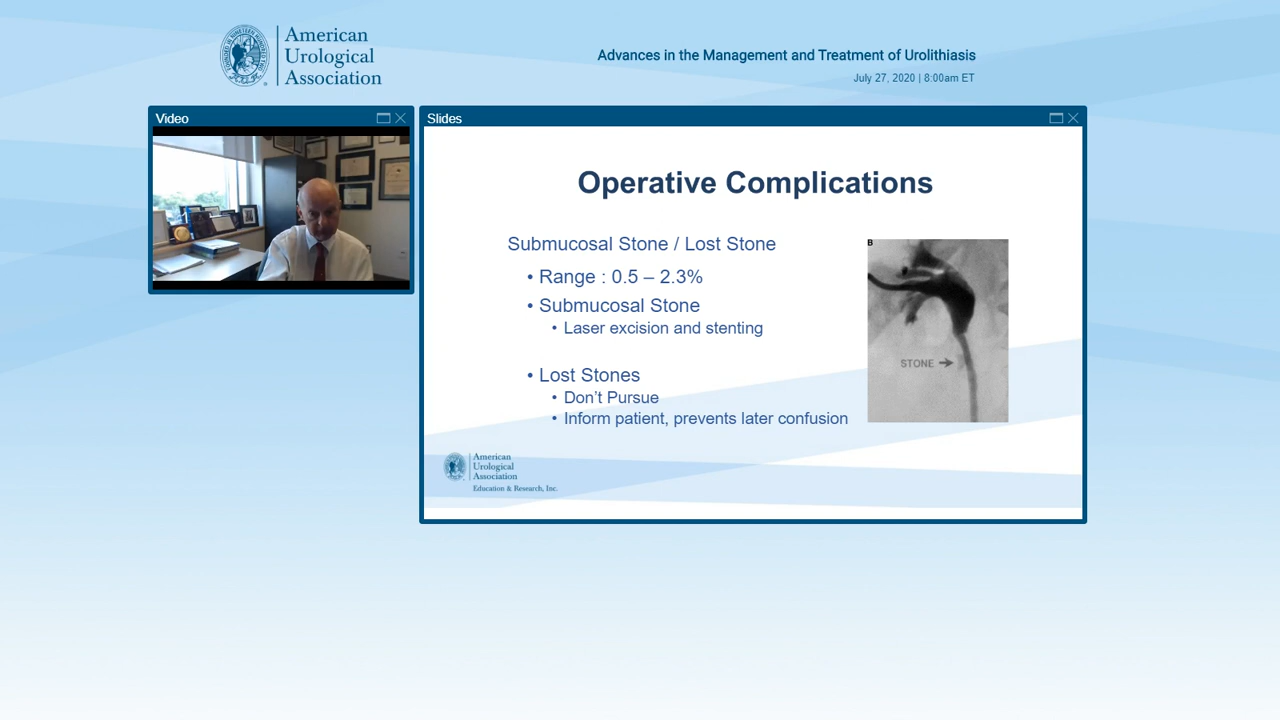 American
Urological
Association
Advances in the Management and Treatment of Urolithiasis
July 27, 2020 | 8:00am ET
Video
Slides
Operative Complications
Submucosal Stone / Lost Stone
• Range : 0.5 – 2.3%
• Submucosal Stone
• Laser excision and stenting
• Lost Stones
• Don't Pursue
• Inform patient, prevents later confusion
B
STONE
American
Urological
Association
Education & Research, Inc.